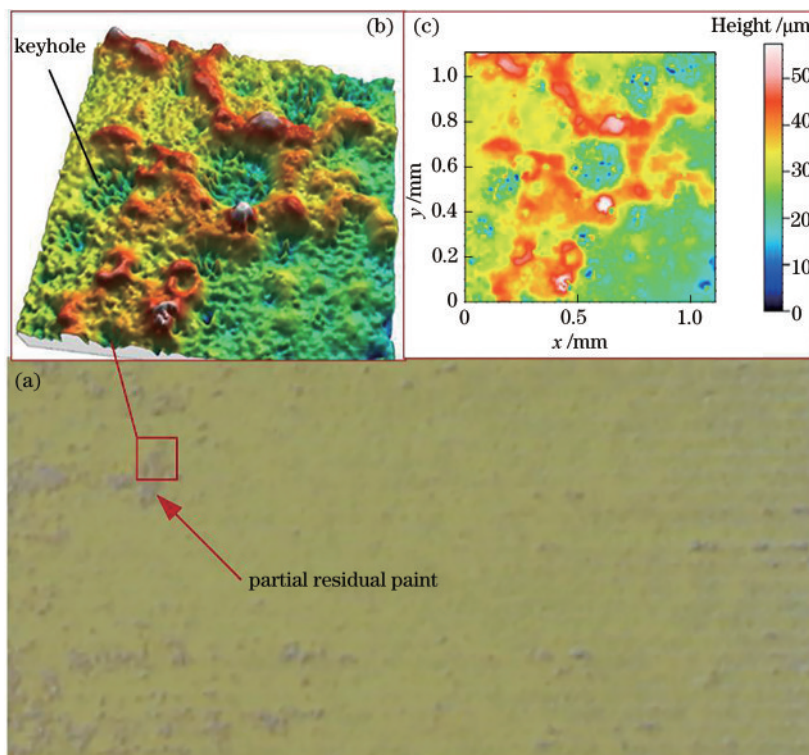 (b)
keyhole
(c)
Height /μm
1.0
0.8
0.6
0.4
0.2
0
y /mm
0
0.5
1.0
x /mm
50
40
30
20
10
0
(a)
partial residual paint